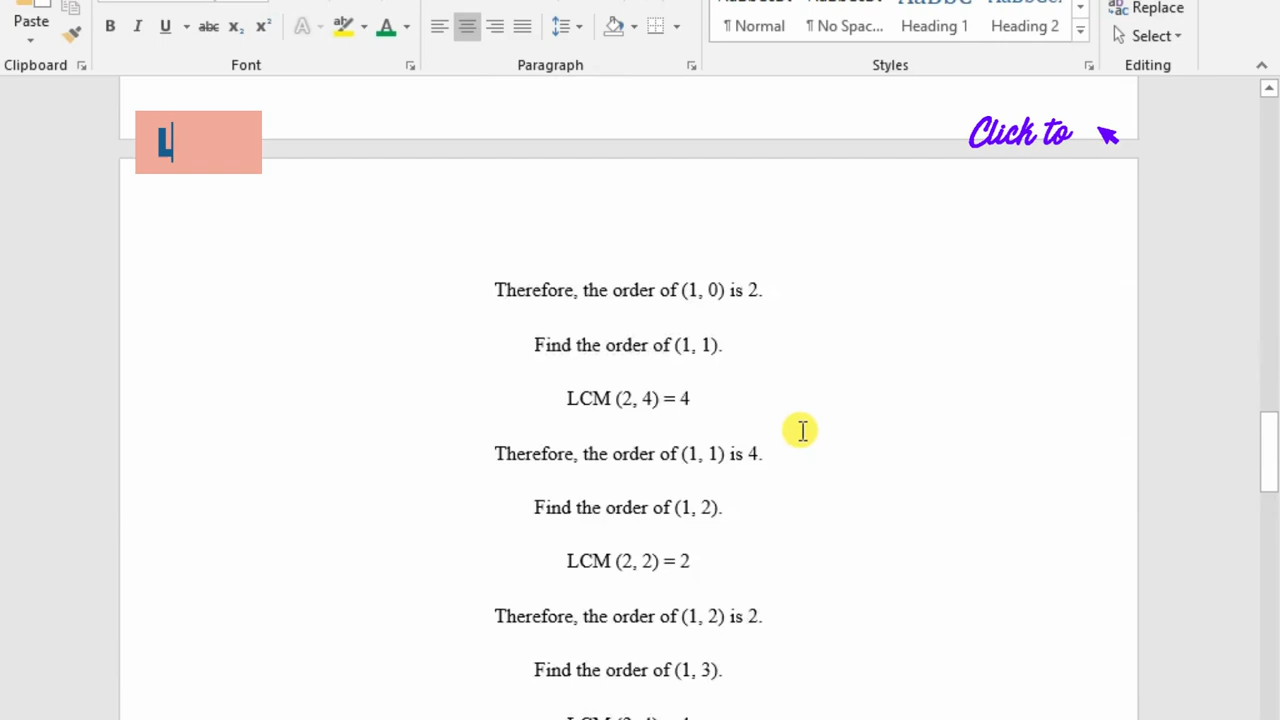 Paste
Replace
B I U abc x₂ x² A A
¶ Normal ¶ No Spac... Heading 1 Heading 2
Select
Clipboard Font Paragraph Styles Editing
L
Click to
Therefore, the order of (1, 0) is 2.
Find the order of (1, 1).
LCM (2, 4) = 4
Therefore, the order of (1, 1) is 4.
Find the order of (1, 2).
LCM (2, 2) = 2
Therefore, the order of (1, 2) is 2.
Find the order of (1, 3).